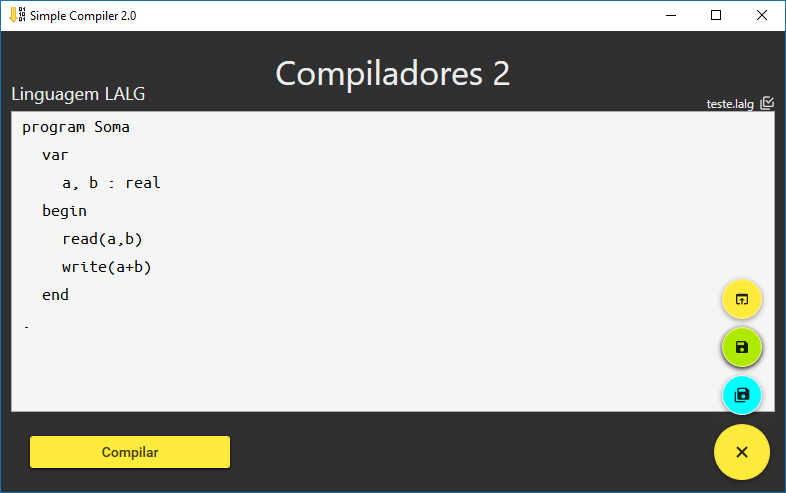 Simple Compiler 2.0
Compiladores 2
Linguagem LALG
teste.lalg
program Soma
var
a, b : real
begin
read(a,b)
write(a+b)
end
.
Compilar